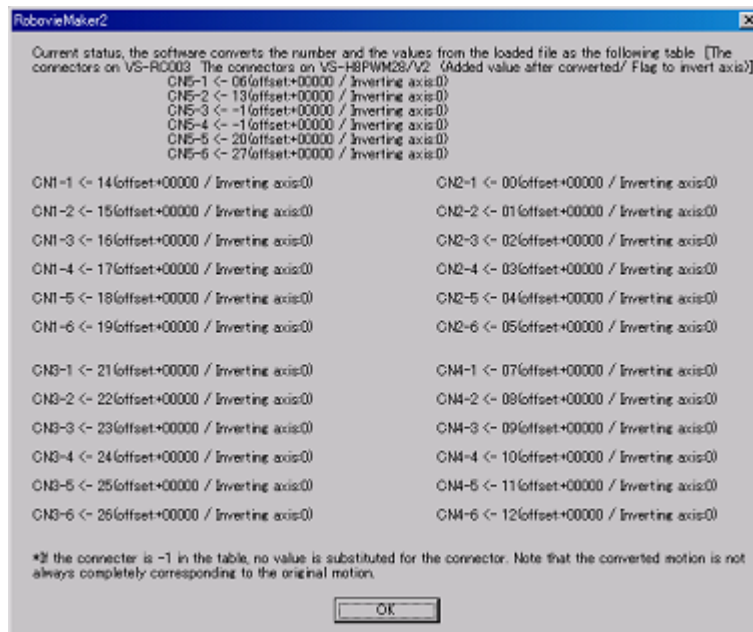 RobovieMaker2
Current status, the software converts the number and the values from the loaded file as the following table [The
connectors on VS-RC003 The connectors on VS-H8PWM28/V2 (Added value after converted/ Flag to invert axis)]
CN5-1 <- 06(offset:+00000 / Inverting axis:0)
CN5-2 <- 13(offset:+00000 / Inverting axis:0)
CN5-3 <- -1(offset:+00000 / Inverting axis:0)
CN5-4 <- -1(offset:+00000 / Inverting axis:0)
CN5-5 <- 20(offset:+00000 / Inverting axis:0)
CN5-6 <- 27(offset:+00000 / Inverting axis:0)
CN1-1 <- 14(offset:+00000 / Inverting axis:0) CN2-1 <- 00(offset:+00000 / Inverting axis:0)
CN1-2 <- 15(offset:+00000 / Inverting axis:0) CN2-2 <- 01(offset:+00000 / Inverting axis:0)
CN1-3 <- 16(offset:+00000 / Inverting axis:0) CN2-3 <- 02(offset:+00000 / Inverting axis:0)
CN1-4 <- 17(offset:+00000 / Inverting axis:0) CN2-4 <- 03(offset:+00000 / Inverting axis:0)
CN1-5 <- 18(offset:+00000 / Inverting axis:0) CN2-5 <- 04(offset:+00000 / Inverting axis:0)
CN1-6 <- 19(offset:+00000 / Inverting axis:0) CN2-6 <- 05(offset:+00000 / Inverting axis:0)
CN3-1 <- 21(offset:+00000 / Inverting axis:0) CN4-1 <- 07(offset:+00000 / Inverting axis:0)
CN3-2 <- 22(offset:+00000 / Inverting axis:0) CN4-2 <- 08(offset:+00000 / Inverting axis:0)
CN3-3 <- 23(offset:+00000 / Inverting axis:0) CN4-3 <- 09(offset:+00000 / Inverting axis:0)
CN3-4 <- 24(offset:+00000 / Inverting axis:0) CN4-4 <- 10(offset:+00000 / Inverting axis:0)
CN3-5 <- 25(offset:+00000 / Inverting axis:0) CN4-5 <- 11(offset:+00000 / Inverting axis:0)
CN3-6 <- 26(offset:+00000 / Inverting axis:0) CN4-6 <- 12(offset:+00000 / Inverting axis:0)
*If the connecter is -1 in the table, no value is substituted for the connector. Note that the converted motion is not
always completely corresponding to the original motion.
OK